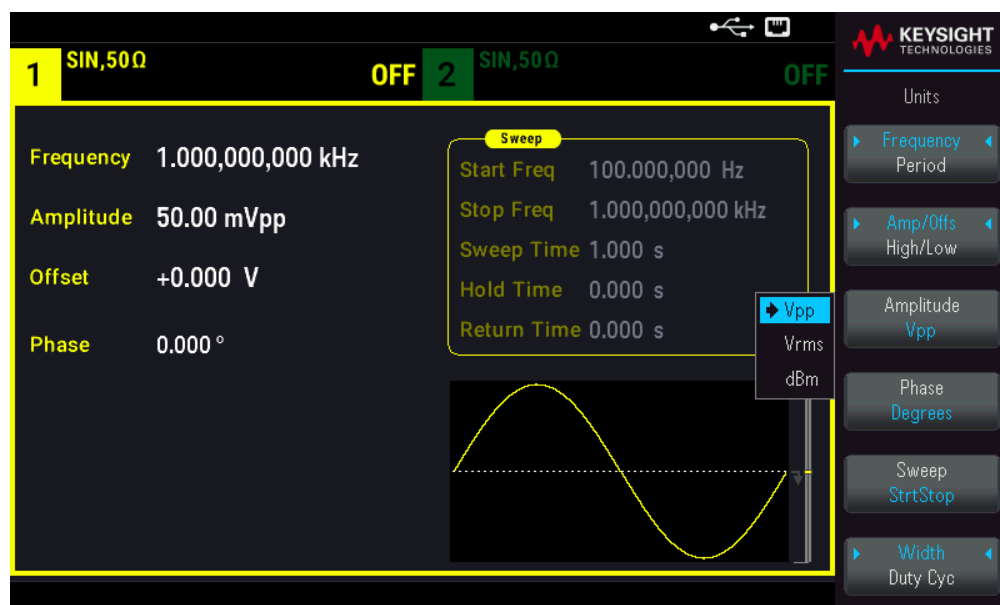 KEYSIGHT
TECHNOLOGIES
1 SIN,50Ω OFF
2 SIN,50Ω OFF
Frequency 1.000,000,000 kHz
Amplitude 50.00 mVpp
Offset +0.000 V
Phase 0.000 °
Sweep
Start Freq 100.000,000 Hz
Stop Freq 1.000,000,000 kHz
Sweep Time 1.000 s
Hold Time 0.000 s
Return Time 0.000 s
Vpp
Vrms
dBm
Units
Frequency
Period
Amp/Offs
High/Low
Amplitude
Vpp
Phase
Degrees
Sweep
StrtStop
Width
Duty Cyc